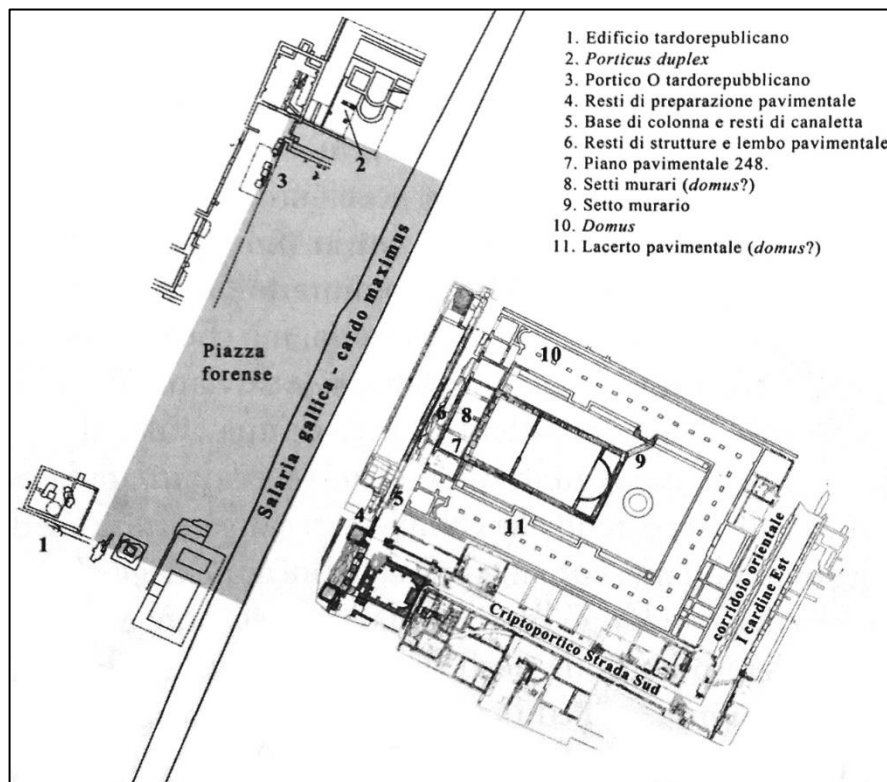 1. Edificio tardorepublicano
2. Porticus duplex
3. Portico O tardorepubblicano
4. Resti di preparazione pavimentale
5. Base di colonna e resti di canaletta
6. Resti di strutture e lembo pavimentale
7. Piano pavimentale 248.
8. Setti murari (domus?)
9. Setto murario
10. Domus
11. Lacerto pavimentale (domus?)
2
3
Piazza
forense
Salaria gallica - cardo maximus
1
10
6
8
7
9
5
4
11
Criptoportico Strada Sud
corridoio orientale
I cardine Est